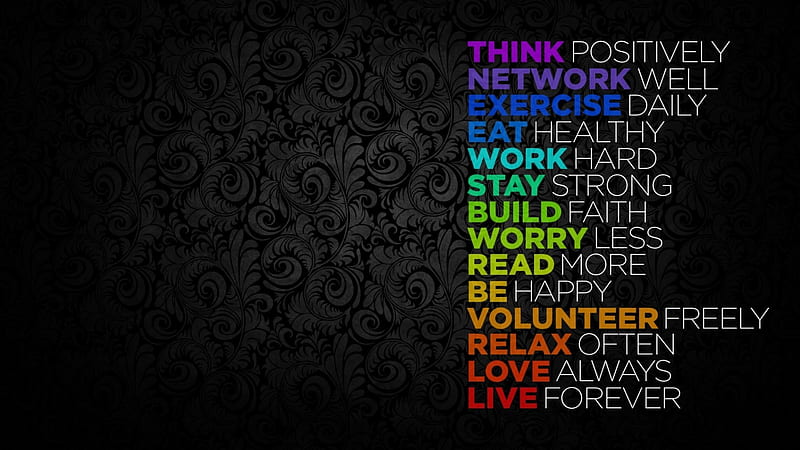 THINK POSITIVELY
NETWORK WELL
EXERCISE DAILY
EAT HEALTHY
WORK HARD
STAY STRONG
BUILD FAITH
WORRY LESS
READ MORE
BE HAPPY
VOLUNTEER FREELY
RELAX OFTEN
LOVE ALWAYS
LIVE FOREVER